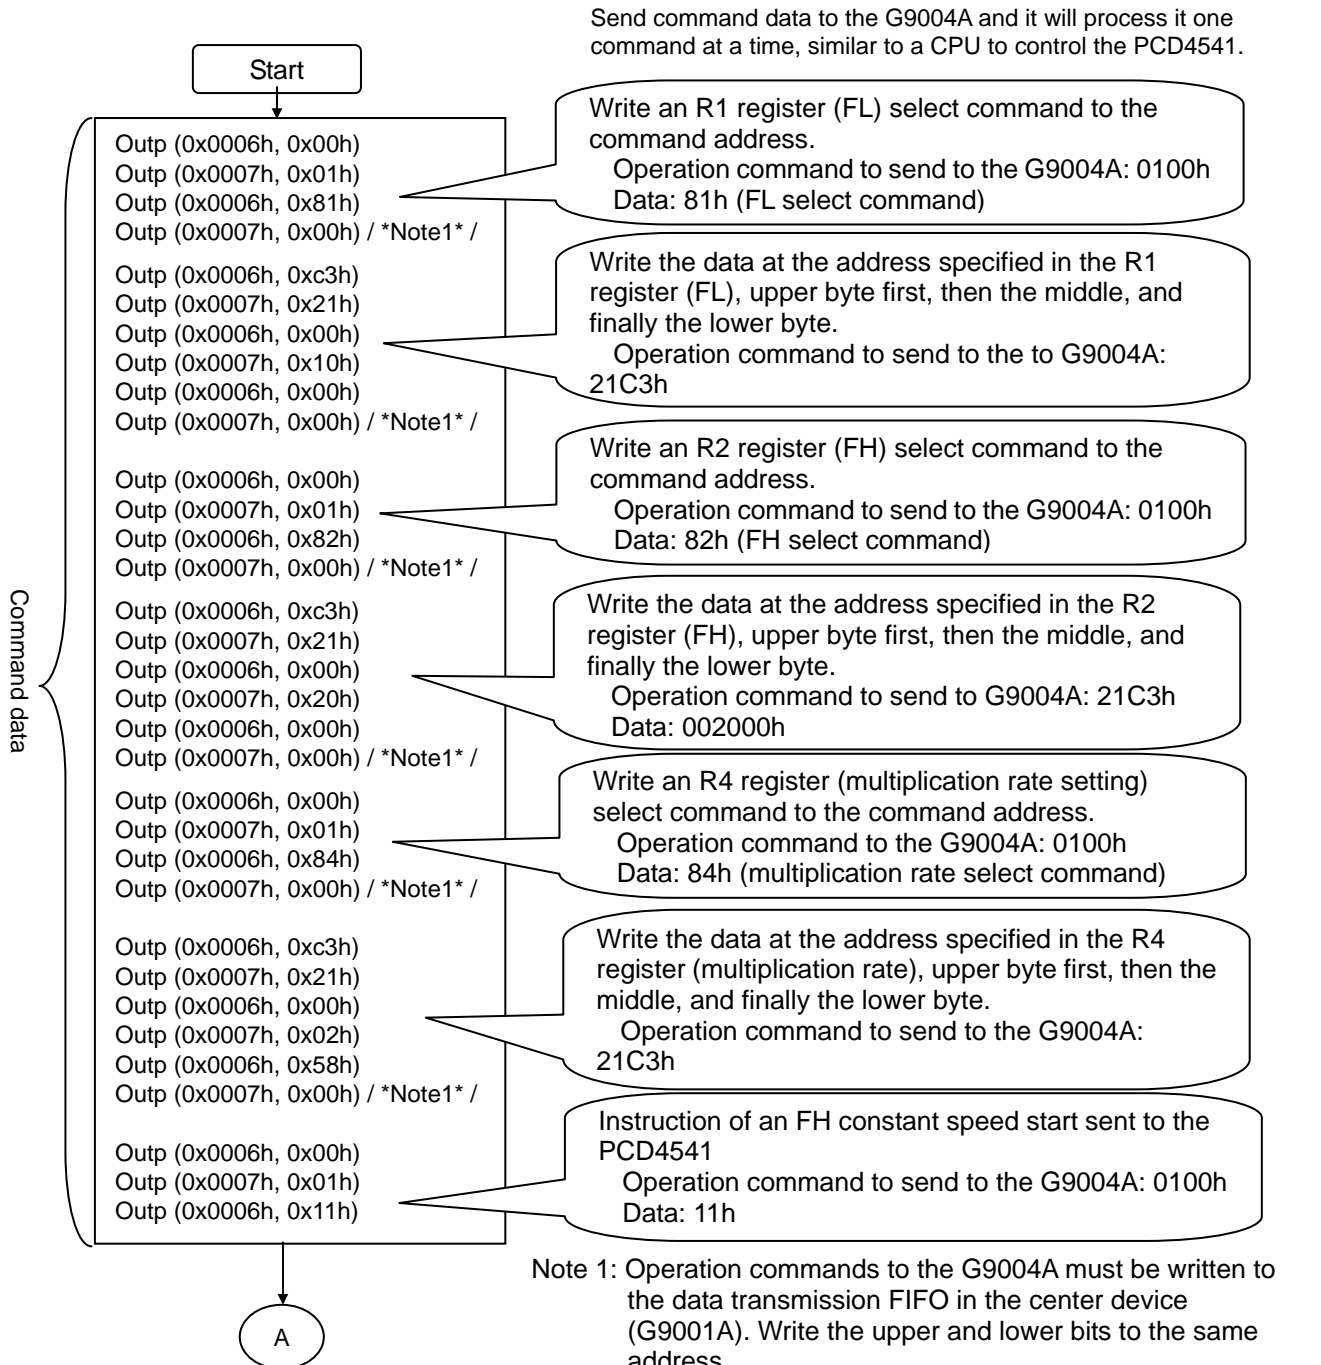 Send command data to the G9004A and it will process it one
command at a time, similar to a CPU to control the PCD4541.
Start
Outp (0x0006h, 0x00h)
Outp (0x0007h, 0x01h)
Outp (0x0006h, 0x81h)
Outp (0x0007h, 0x00h) / *Note1* /
Write an R1 register (FL) select command to the
command address.
Operation command to send to the G9004A: 0100h
Data: 81h (FL select command)
Outp (0x0006h, 0xc3h)
Outp (0x0007h, 0x21h)
Outp (0x0006h, 0x00h)
Outp (0x0007h, 0x10h)
Outp (0x0006h, 0x00h)
Outp (0x0007h, 0x00h) / *Note1* /
Write the data at the address specified in the R1
register (FL), upper byte first, then the middle, and
finally the lower byte.
Operation command to send to the to G9004A:
21C3h
Outp (0x0006h, 0x00h)
Outp (0x0007h, 0x01h)
Outp (0x0006h, 0x82h)
Outp (0x0007h, 0x00h) / *Note1* /
Write an R2 register (FH) select command to the
command address.
Operation command to send to the G9004A: 0100h
Data: 82h (FH select command)
Outp (0x0006h, 0xc3h)
Outp (0x0007h, 0x21h)
Outp (0x0006h, 0x00h)
Outp (0x0007h, 0x20h)
Outp (0x0006h, 0x00h)
Outp (0x0007h, 0x00h) / *Note1* /
Write the data at the address specified in the R2
register (FH), upper byte first, then the middle, and
finally the lower byte.
Operation command to send to G9004A: 21C3h
Data: 002000h
Command data
Outp (0x0006h, 0x00h)
Outp (0x0007h, 0x01h)
Outp (0x0006h, 0x84h)
Outp (0x0007h, 0x00h) / *Note1* /
Write an R4 register (multiplication rate setting)
select command to the command address.
Operation command to the G9004A: 0100h
Data: 84h (multiplication rate select command)
Outp (0x0006h, 0xc3h)
Outp (0x0007h, 0x21h)
Outp (0x0006h, 0x00h)
Outp (0x0007h, 0x02h)
Outp (0x0006h, 0x58h)
Outp (0x0007h, 0x00h) / *Note1* /
Write the data at the address specified in the R4
register (multiplication rate), upper byte first, then the
middle, and finally the lower byte.
Operation command to send to the G9004A:
21C3h
Outp (0x0006h, 0x00h)
Outp (0x0007h, 0x01h)
Outp (0x0006h, 0x11h)
Instruction of an FH constant speed start sent to the
PCD4541
Operation command to send to the G9004A: 0100h
Data: 11h
A
Note 1: Operation commands to the G9004A must be written to
the data transmission FIFO in the center device
(G9001A). Write the upper and lower bits to the same
address